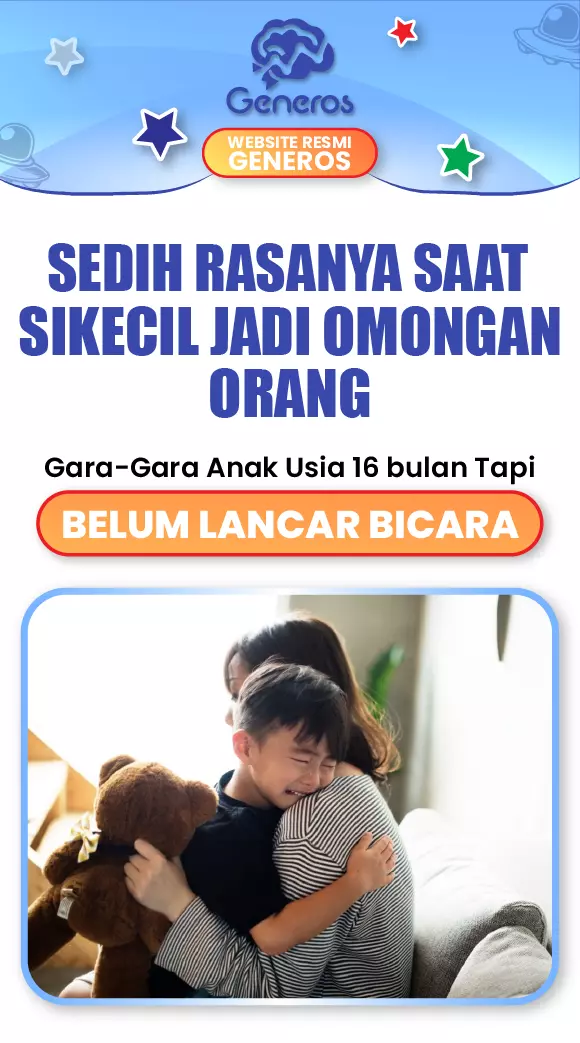 Generos
WEBSITE RESMI
GENEROS
SEDIH RASANYA SAAT
SIKECIL JADI OMONGAN
ORANG
Gara-Gara Anak Usia 16 bulan Tapi
BELUM LANCAR BICARA